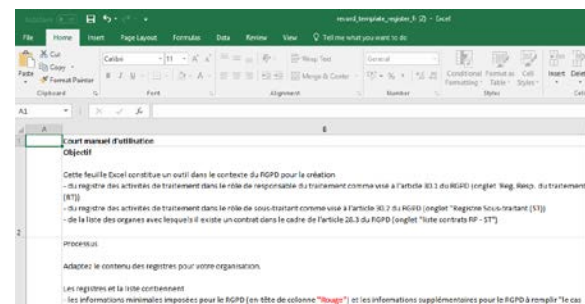 record_template_register_fr (2) - Excel
File Home Insert Page Layout Formulas Data Review View Tell me what you want to do
Cut
Copy
Format Painter
Paste
Calibri 11
Wrap Text
Merge & Center
General
Conditional Formatting
Format as Table
Cell Styles
Insert
Clipboard Font Alignment Number Styles
A1
A B
1 Court manuel d'utilisation
Objectif
Cette feuille Excel constitue un outil dans le contexte du RGPD pour la création
- du registre des activités de traitement dans le rôle de responsable du traitement comme visé à l'article 30.1 du RGPD (onglet "Reg. Resp. du traitement
(RT))
- du registre des activités de traitement dans le rôle de sous-traitant comme visé à l'article 30.2 du RGPD (onglet "Registre Sous-traitant (ST))
- de la liste des organes avec lesquels il existe un contrat dans le cadre de l'article 28.3 du RGPD (onglet "liste contrats RP - ST")
2
Processus
Adaptez le contenu des registres pour votre organisation.
Les registres et la liste contiennent
- les informations minimales imposées pour le RGPD (en-tête de colonne "Rouge") et les informations supplémentaires pour le RGPD à remplir "le cas